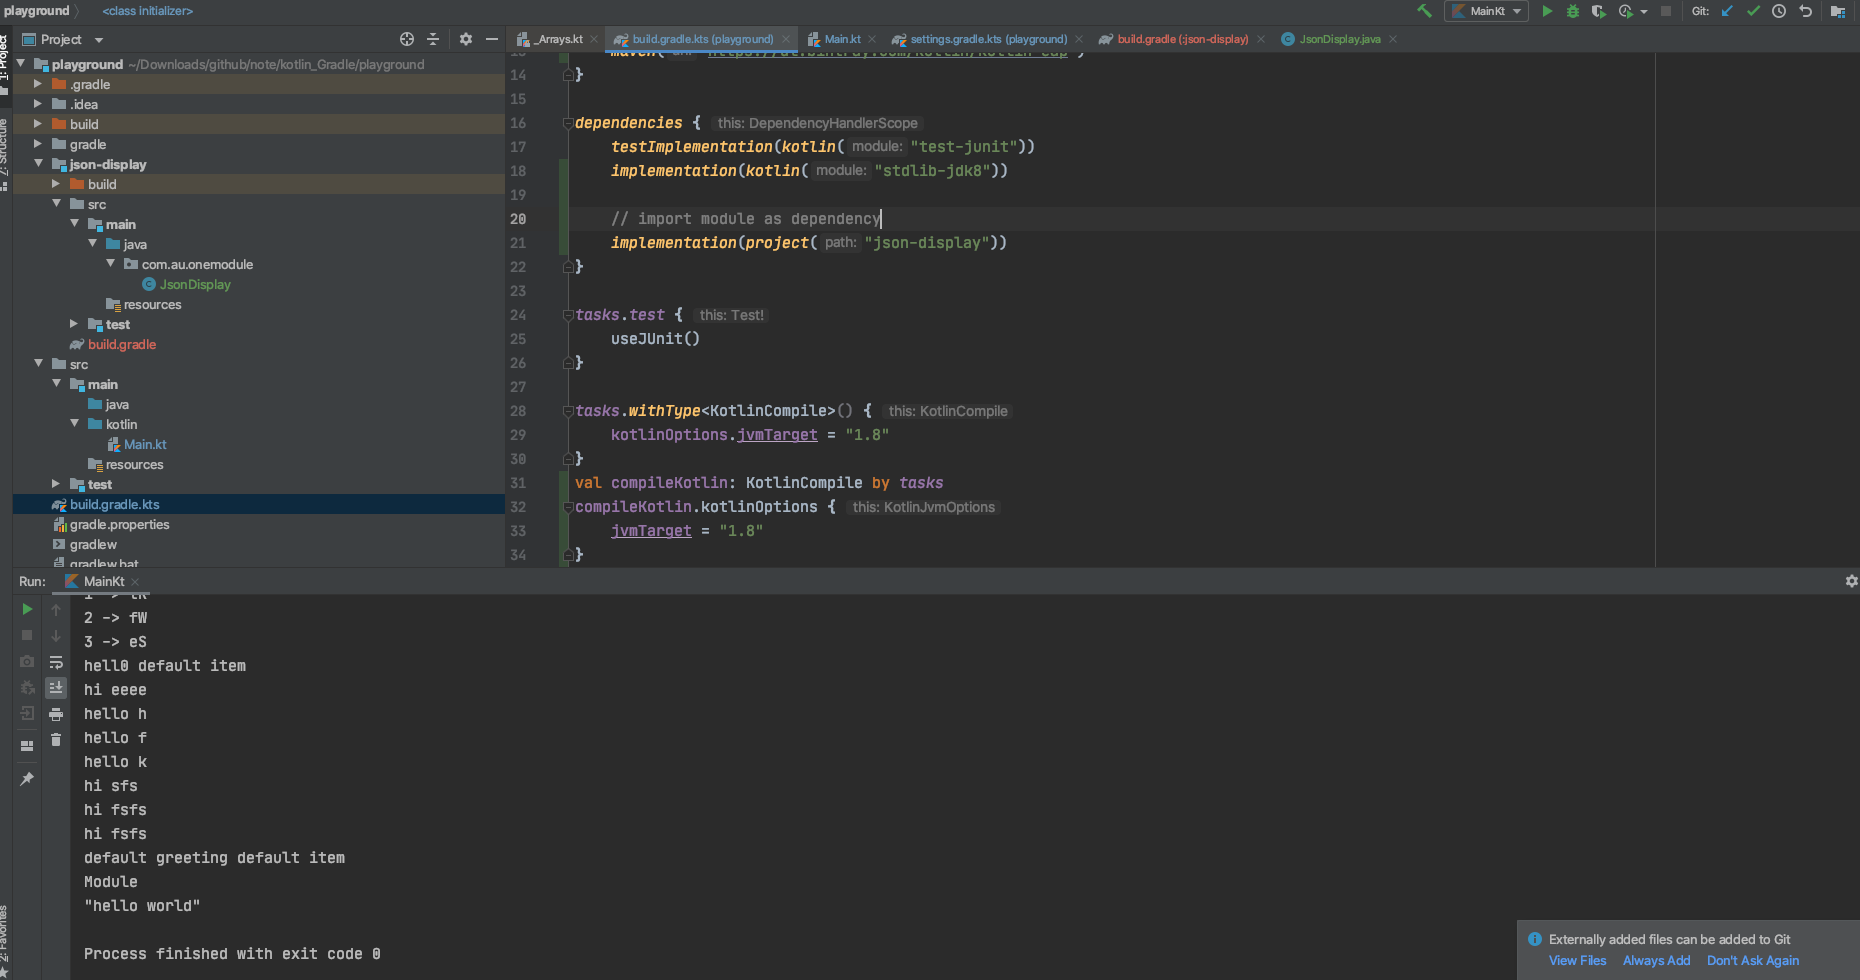 playground
<class initializer>
MainKt
Git:
Project
_Arrays.kt
build.gradle.kts (playground)
Main.kt
settings.gradle.kts (playground)
build.gradle (:json-display)
JsonDisplay.java
1: Project
Z: Structure
2: Favorites
playground ~/Downloads/github/note/kotlin_Gradle/playground
.gradle
.idea
build
gradle
json-display
build
src
main
java
com.au.onemodule
JsonDisplay
resources
test
build.gradle
src
main
java
kotlin
Main.kt
resources
test
build.gradle.kts
gradle.properties
gradlew
gradlew.bat
14 }
15
16 dependencies { this: DependencyHandlerScope
17 testImplementation(kotlin( module: "test-junit"))
18 implementation(kotlin( module: "stdlib-jdk8"))
19
20 // import module as dependency
21 implementation(project( path: "json-display"))
22 }
23
24 tasks.test { this: Test!
25 useJUnit()
26 }
27
28 tasks.withType<KotlinCompile>() { this: KotlinCompile
29 kotlinOptions.jvmTarget = "1.8"
30 }
31 val compileKotlin: KotlinCompile by tasks
32 compileKotlin.kotlinOptions { this: KotlinJvmOptions
33 jvmTarget = "1.8"
34 }
Run: MainKt
2 -> fW
3 -> eS
hell0 default item
hi eeee
hello h
hello f
hello k
hi sfs
hi fsfs
hi fsfs
default greeting default item
Module
"hello world"
Process finished with exit code 0
Externally added files can be added to Git
View Files Always Add Don't Ask Again